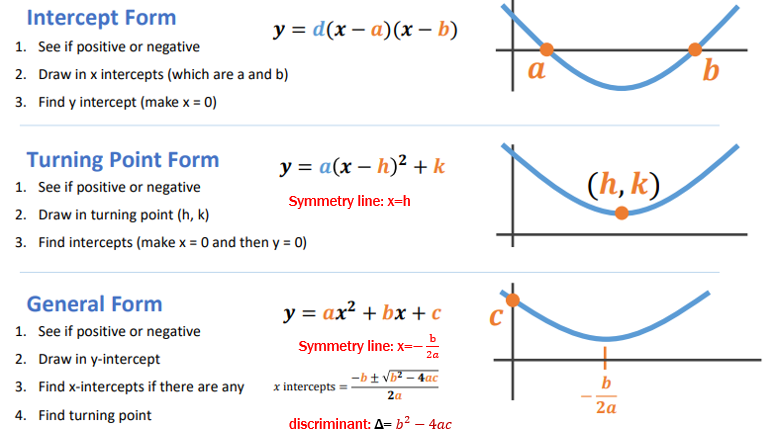 Intercept Form
y = d(x − a)(x − b)
1. See if positive or negative
2. Draw in x intercepts (which are a and b)
3. Find y intercept (make x = 0)
a
b
Turning Point Form
y = a(x − h)² + k
1. See if positive or negative
Symmetry line: x=h
2. Draw in turning point (h, k)
3. Find intercepts (make x = 0 and then y = 0)
(h, k)
General Form
y = ax² + bx + c
1. See if positive or negative
Symmetry line: x=−b/2a
2. Draw in y-intercept
3. Find x-intercepts if there are any
x intercepts = (−b ± √(b² − 4ac))/2a
4. Find turning point
discriminant: Δ= b² − 4ac
c
−b/2a